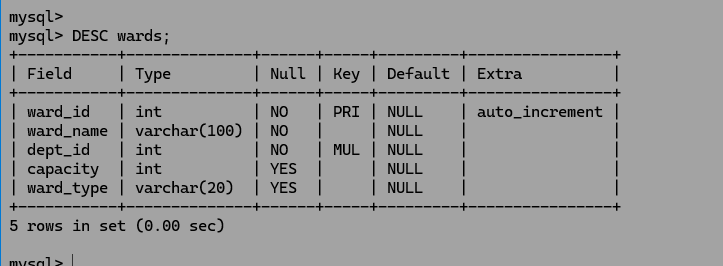 mysql>
mysql> DESC wards;
+-----------+--------------+------+-----+---------+----------------+
| Field     | Type         | Null | Key | Default | Extra          |
+-----------+--------------+------+-----+---------+----------------+
| ward_id   | int          | NO   | PRI | NULL    | auto_increment |
| ward_name | varchar(100) | NO   |     | NULL    |                |
| dept_id   | int          | NO   | MUL | NULL    |                |
| capacity  | int          | YES  |     | NULL    |                |
| ward_type | varchar(20)  | YES  |     | NULL    |                |
+-----------+--------------+------+-----+---------+----------------+
5 rows in set (0.00 sec)
mysql>